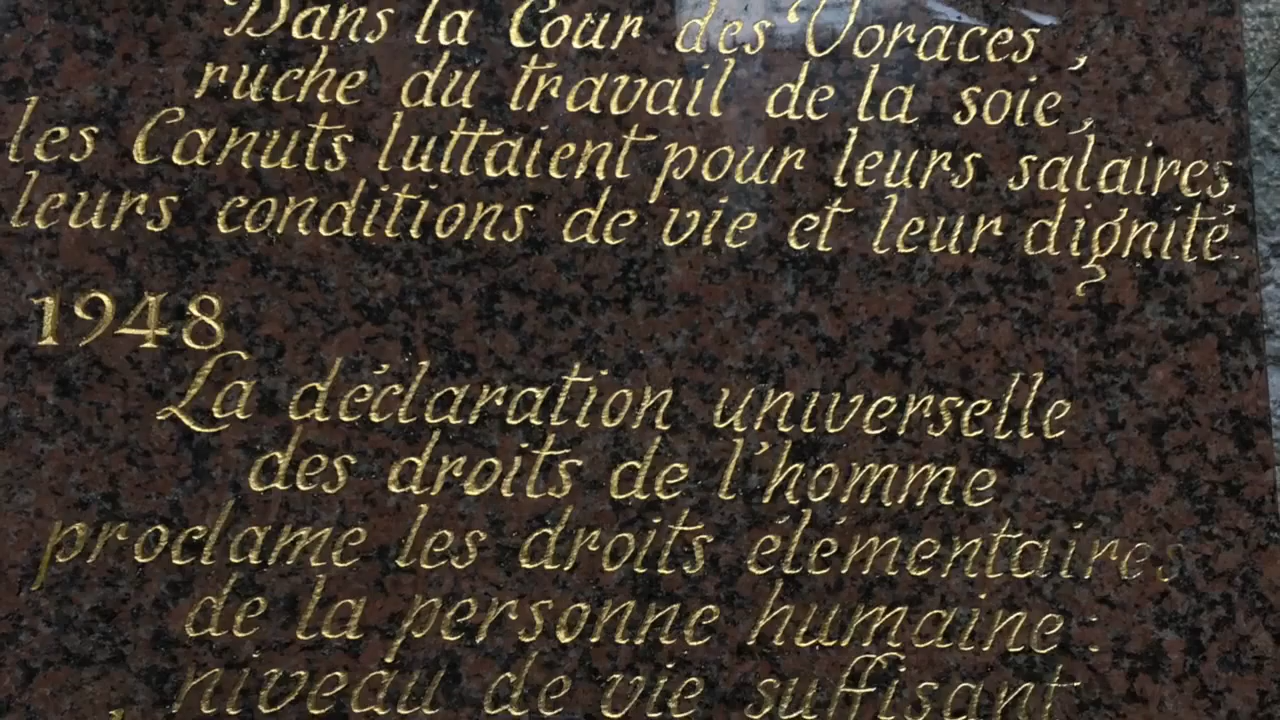 Dans la Cour des Voraces,
ruche du travail de la soie,
les Canuts luttaient pour leurs salaires,
leurs conditions de vie et leur dignité.
1948
La déclaration universelle
des droits de l'homme
proclame les droits élémentaires
de la personne humaine :
niveau de vie suffisant